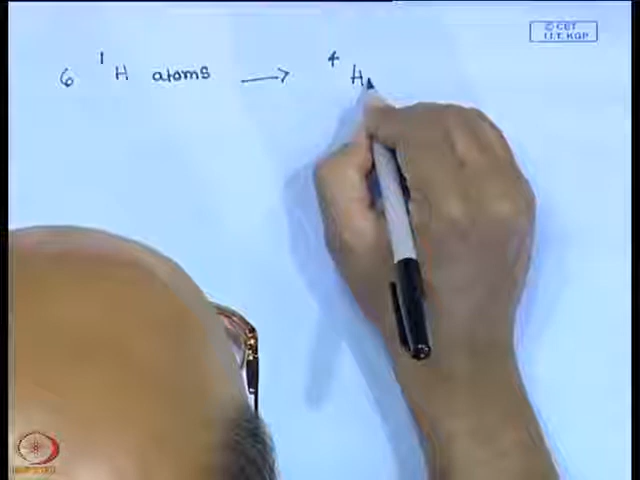 © CET
I.I.T. KGP
6 ¹H atoms → ⁴H